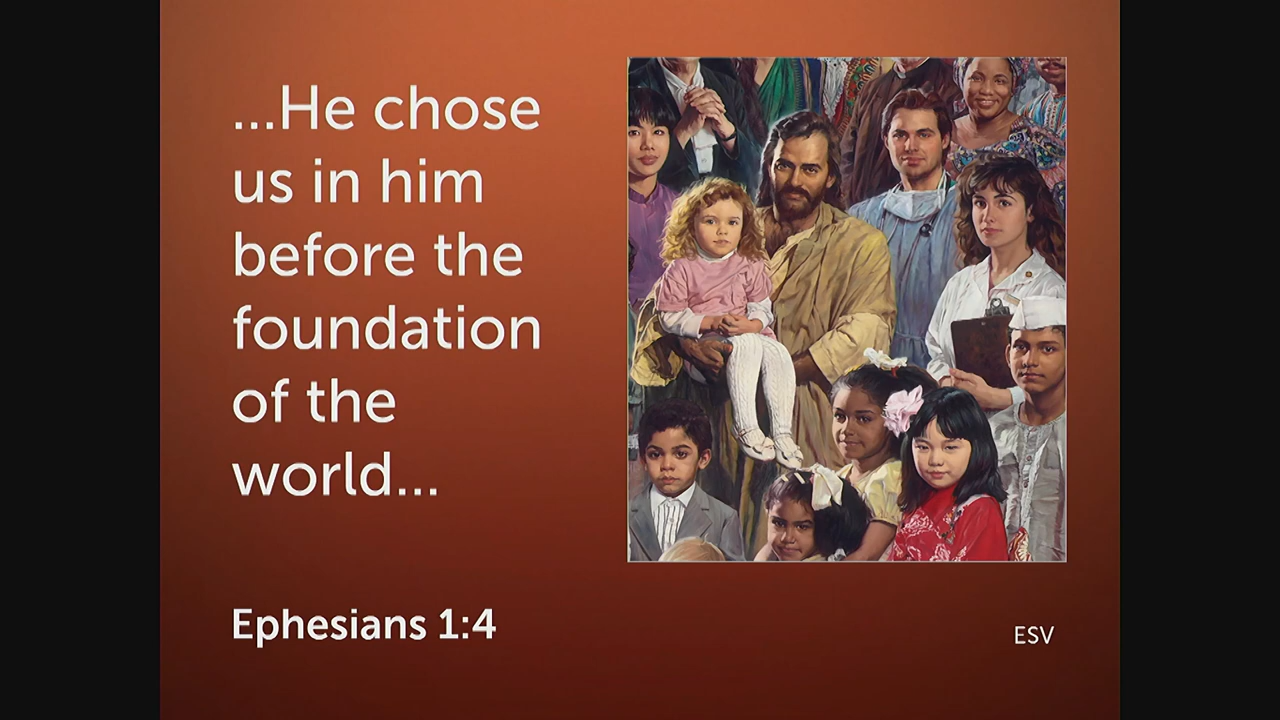 ...He chose
us in him
before the
foundation
of the
world...
Ephesians 1:4
ESV